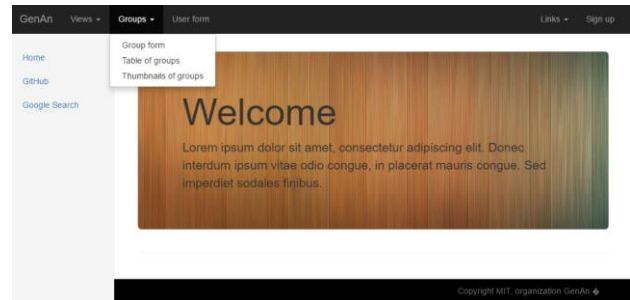 GenAn Views Groups User form Links Sign up
Group form
Table of groups
Thumbnails of groups
Home
GitHub
Google Search
Welcome
Lorem ipsum dolor sit amet, consectetur adipiscing elit. Donec
interdum ipsum vitae odio congue, in placerat mauris congue. Sed
imperdiet sodales finibus.
Copyright MIT, organization GenAn �